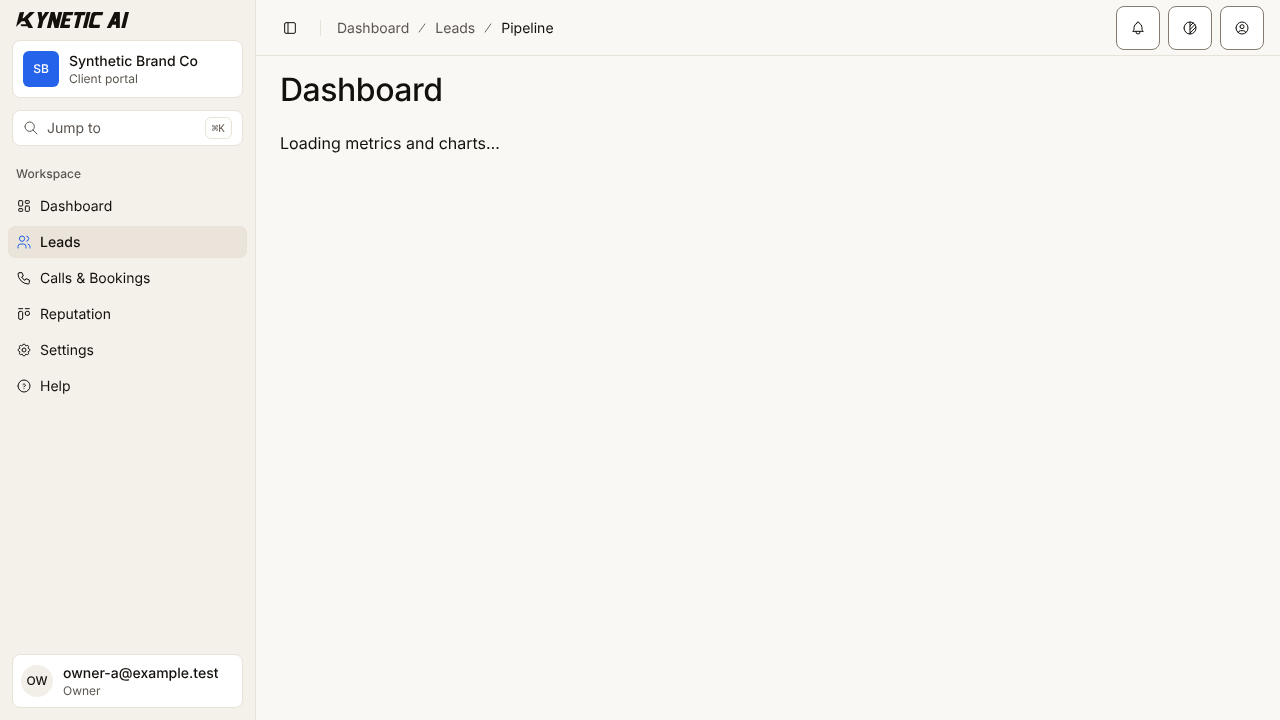 KYNETIC AI
SB
Synthetic Brand Co
Client portal
Jump to
⌘K
Workspace
Dashboard
Leads
Calls & Bookings
Reputation
Settings
Help
OW
owner-a@example.test
Owner
Dashboard / Leads / Pipeline
Dashboard
Loading metrics and charts...